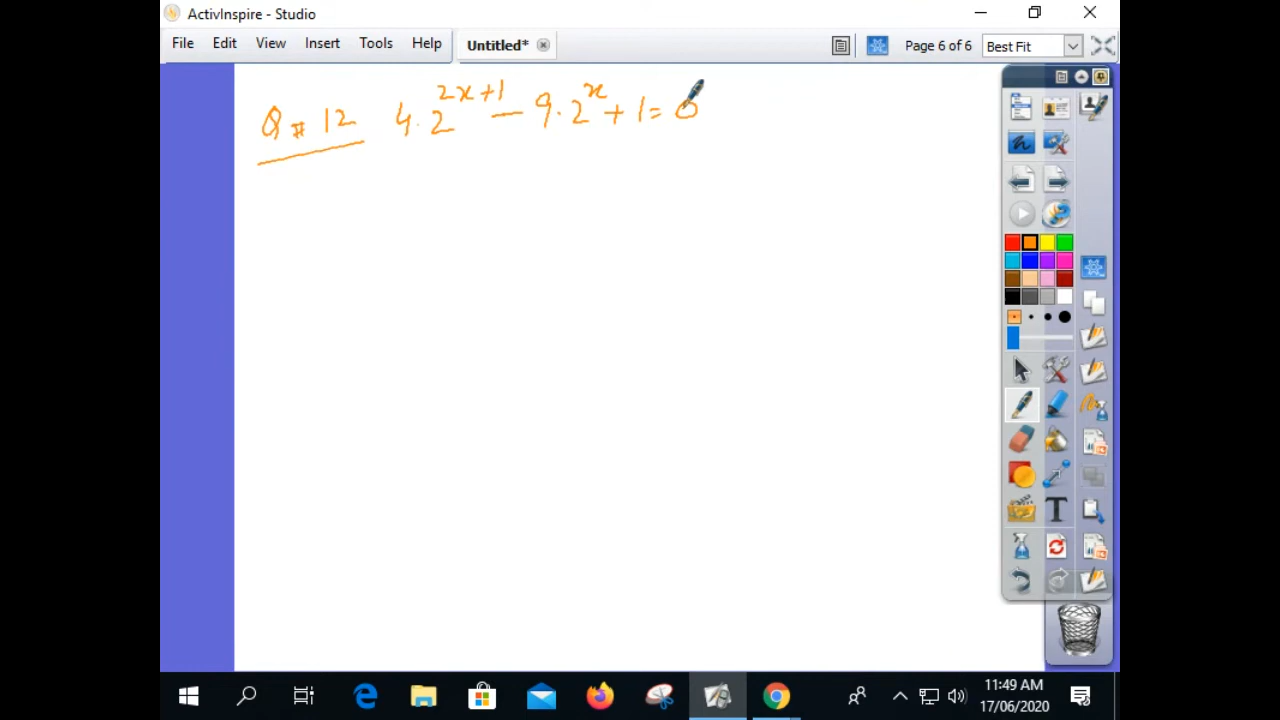 ActivInspire - Studio
File Edit View Insert Tools Help Untitled* Page 6 of 6 Best Fit
Q # 12 4.2^{2x+1} - 9.2^{x} + 1 = 0
11:49 AM
17/06/2020